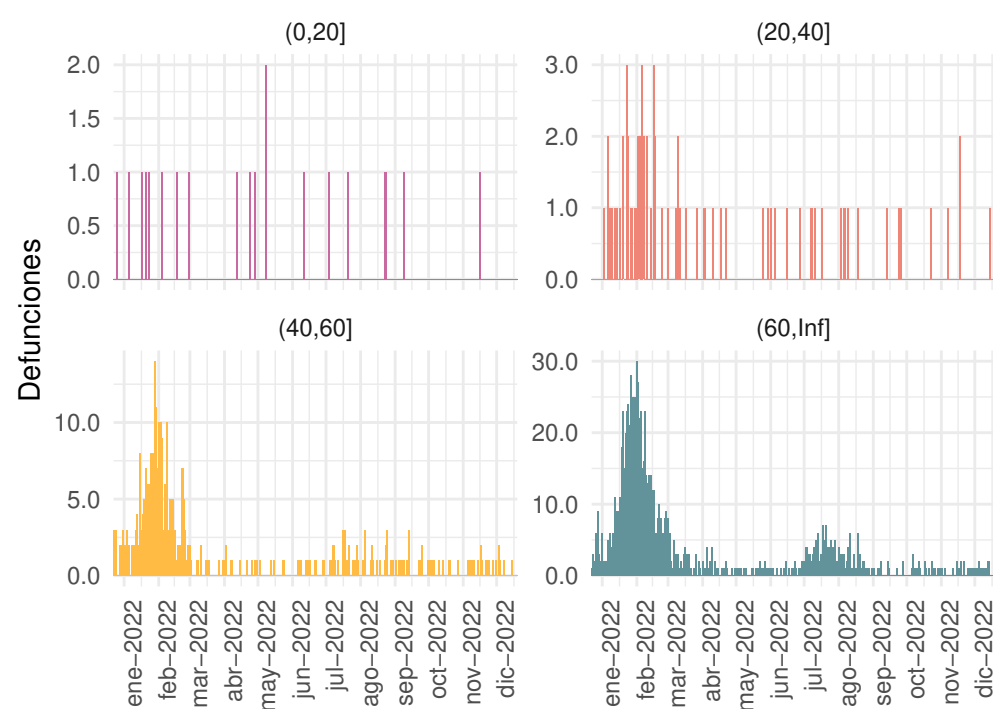 Defunciones
(0,20]
2.0
1.5
1.0
0.5
0.0
(20,40]
3.0
2.0
1.0
0.0
(40,60]
10.0
5.0
0.0
ene−2022
feb−2022
mar−2022
abr−2022
may−2022
jun−2022
jul−2022
ago−2022
sep−2022
oct−2022
nov−2022
dic−2022
(60,Inf]
30.0
20.0
10.0
0.0
ene−2022
feb−2022
mar−2022
abr−2022
may−2022
jun−2022
jul−2022
ago−2022
sep−2022
oct−2022
nov−2022
dic−2022